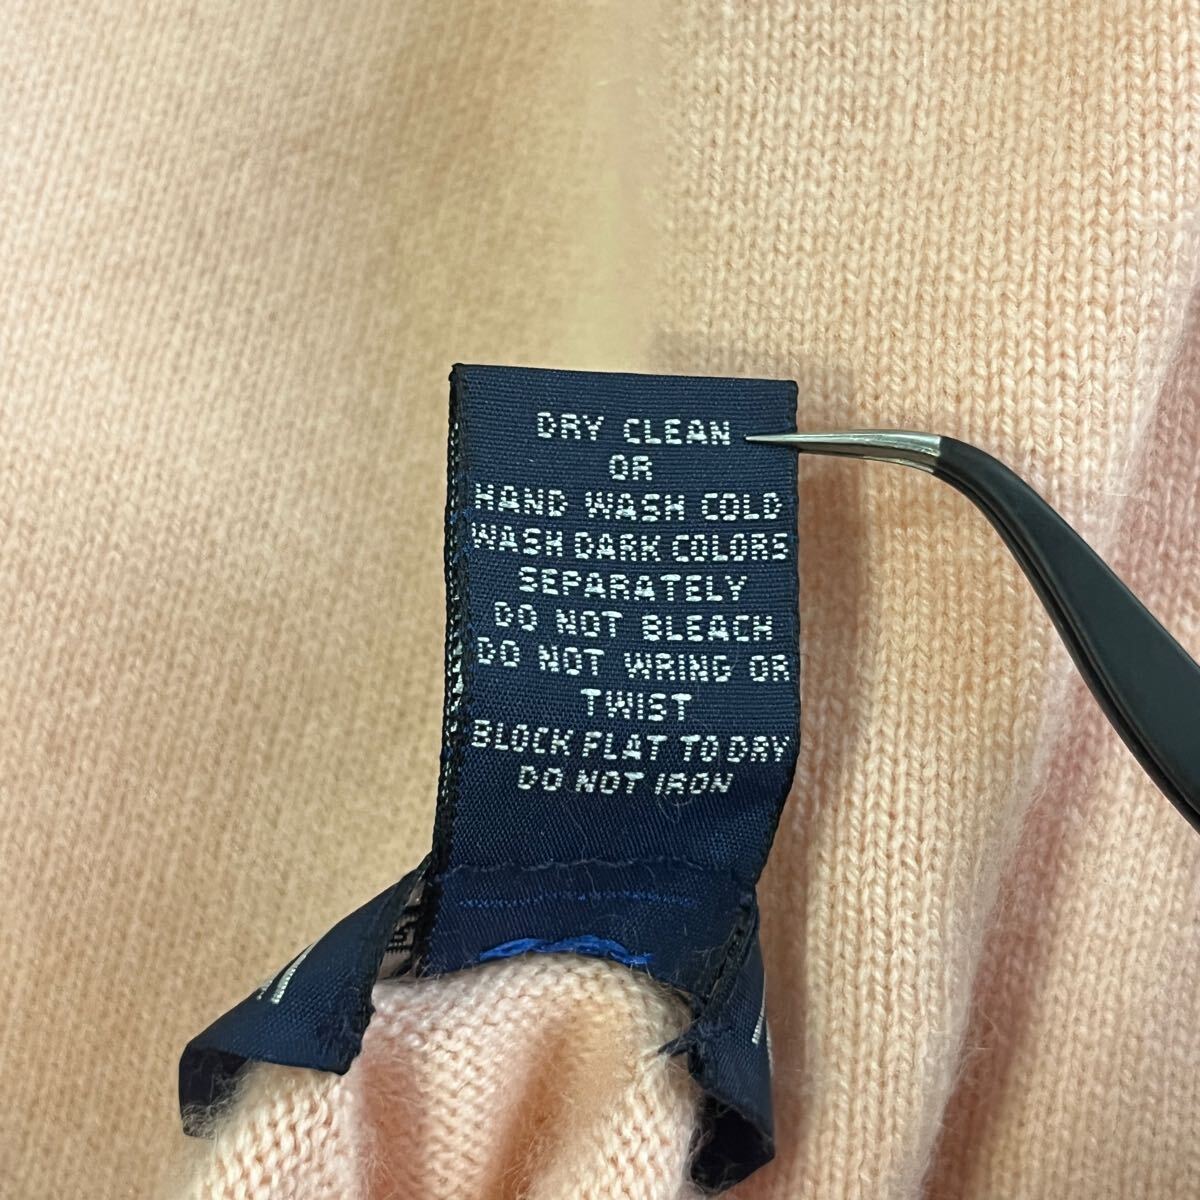 DRY CLEAN
OR
HAND WASH COLD
WASH DARK COLORS
SEPARATELY
DO NOT BLEACH
DO NOT WRING OR
TWIST
BLOCK FLAT TO DRY
DO NOT IRON